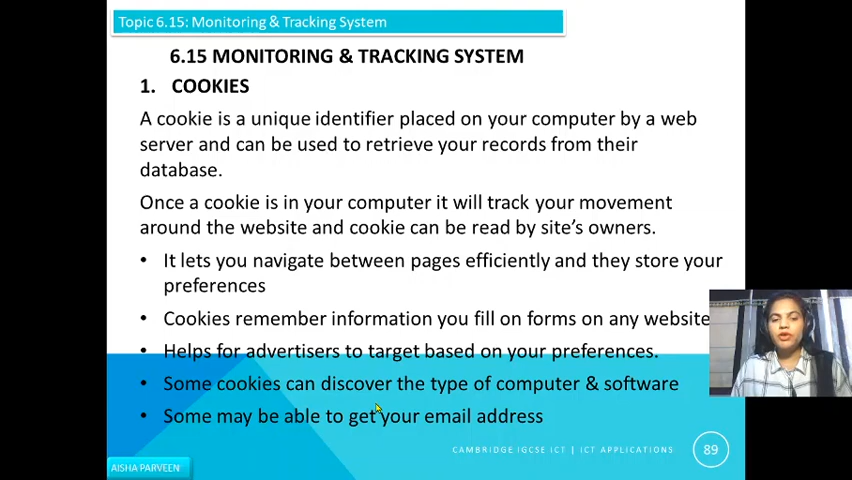 Topic 6.15: Monitoring & Tracking System
6.15 MONITORING & TRACKING SYSTEM
1. COOKIES
A cookie is a unique identifier placed on your computer by a web
server and can be used to retrieve your records from their
database.
Once a cookie is in your computer it will track your movement
around the website and cookie can be read by site's owners.
• It lets you navigate between pages efficiently and they store your
preferences
• Cookies remember information you fill on forms on any website
• Helps for advertisers to target based on your preferences.
• Some cookies can discover the type of computer & software
• Some may be able to get your email address
CAMBRIDGE IGCSE ICT | ICT APPLICATIONS
89
AISHA PARVEEN